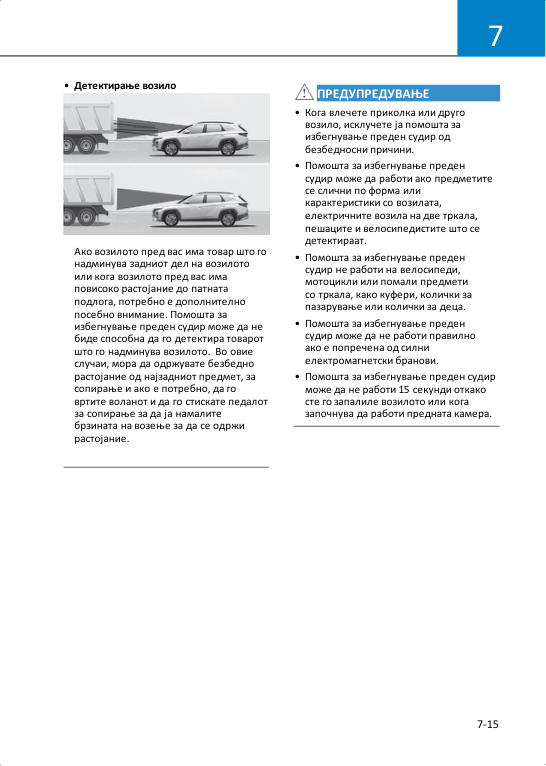 7
• Детектирање возило
Ако возилото пред вас има товар што го
надминува задниот дел на возилото
или кога возилото пред вас има
повисоко растојание до патната
подлога, потребно е дополнително
посебно внимание. Помошта за
избегнување преден судир може да не
биде способна да го детектира товарот
што го надминува возилото.  Во овие
случаи, мора да одржувате безбедно
растојание од најзадниот предмет, за
сопирање и ако е потребно, да го
вртите воланот и да го стискате педалот
за сопирање за да ја намалите
брзината на возење за да се одржи
растојание.
ПРЕДУПРЕДУВАЊЕ
• Кога влечете приколка или друго
возило, исклучете ја помошта за
избегнување преден судир од
безбедносни причини.
• Помошта за избегнување преден
судир може да работи ако предметите
се слични по форма или
карактеристики со возилата,
електричните возила на две тркала,
пешаците и велосипедистите што се
детектираат.
• Помошта за избегнување преден
судир не работи на велосипеди,
мотоцикли или помали предмети
со тркала, како куфери, колички за
пазарување или колички за деца.
• Помошта за избегнување преден
судир може да не работи правилно
ако е попречена од силни
електромагнетски бранови.
• Помошта за избегнување преден судир
може да не работи 15 секунди откако
сте го запалиле возилото или кога
започнува да работи предната камера.
7-15